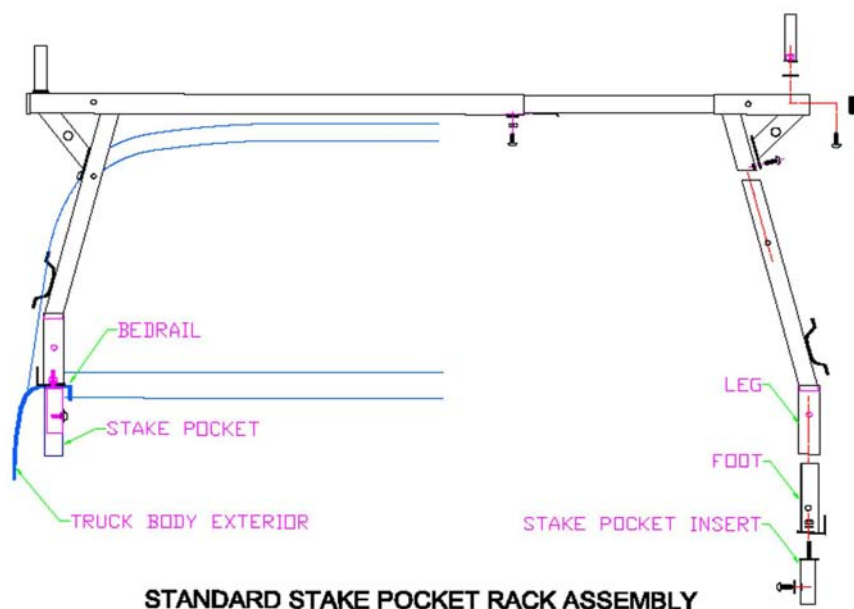 BEDRAIL
LEG
STAKE POCKET
FOOT
TRUCK BODY EXTERIOR
STAKE POCKET INSERT
STANDARD STAKE POCKET RACK ASSEMBLY